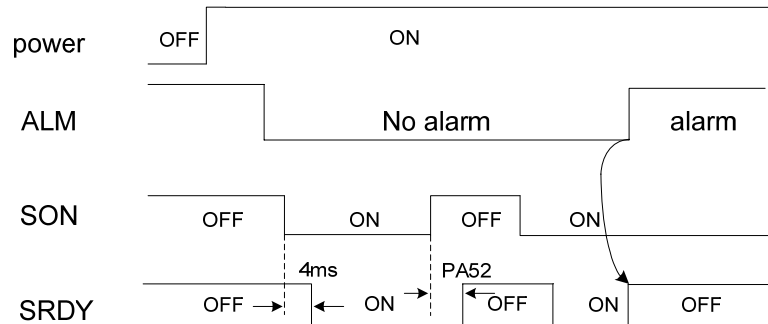 power OFF ON
ALM No alarm alarm
SON OFF ON OFF ON
4ms PA52
SRDY OFF ON OFF ON OFF